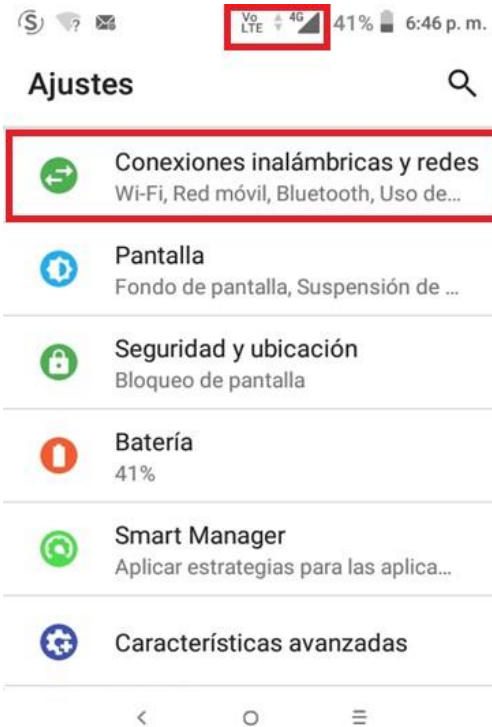 S ? Vo LTE 4G 41% 6:46 p. m.
Ajustes
Conexiones inalámbricas y redes
Wi-Fi, Red móvil, Bluetooth, Uso de...
Pantalla
Fondo de pantalla, Suspensión de ...
Seguridad y ubicación
Bloqueo de pantalla
Batería
41%
Smart Manager
Aplicar estrategias para las aplica...
Características avanzadas